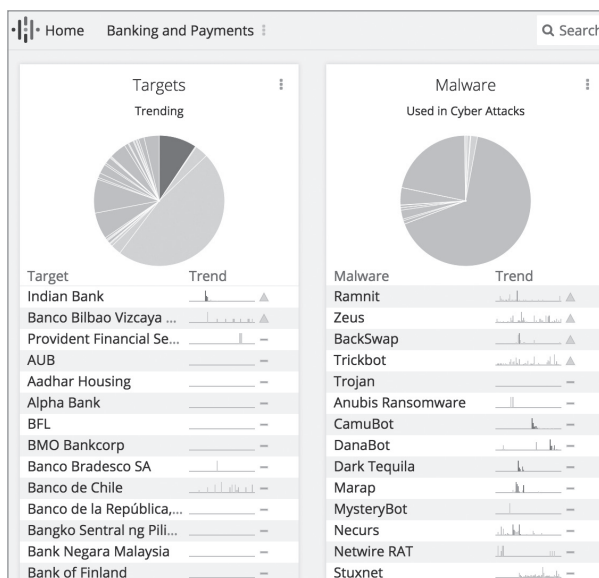 Home Banking and Payments
Search
Targets
Trending
Target Trend
Indian Bank
Banco Bilbao Vizcaya ...
Provident Financial Se...
AUB
Aadhar Housing
Alpha Bank
BFL
BMO Bankcorp
Banco Bradesco SA
Banco de Chile
Banco de la República,...
Bangko Sentral ng Pili...
Bank Negara Malaysia
Bank of Finland
Malware
Used in Cyber Attacks
Malware Trend
Ramnit
Zeus
BackSwap
Trickbot
Trojan
Anubis Ransomware
CamuBot
DanaBot
Dark Tequila
Marap
MysteryBot
Necurs
Netwire RAT
Stuxnet